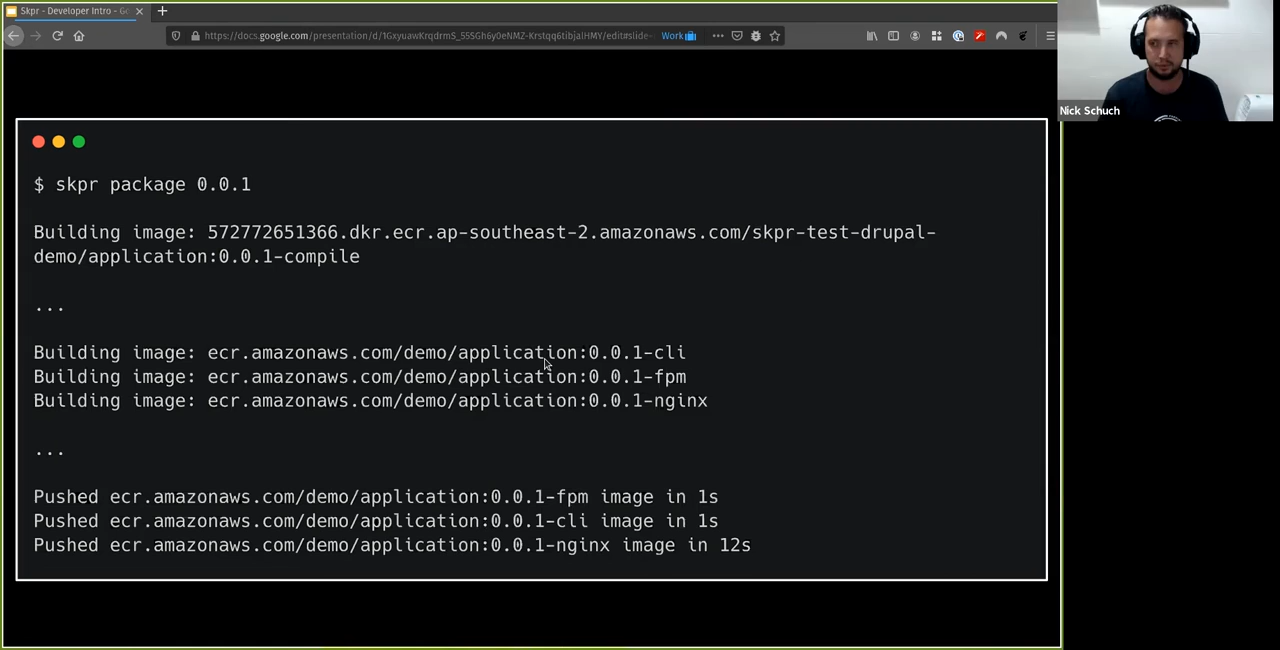 Skpr - Developer Intro - Go
https://docs.google.com/presentation/d/1GxyuawKrqdrmS_555Gh6y0eNMZ-Krstqq6tibjalHMY/edit#slide-
Work
Nick Schuch
$ skpr package 0.0.1
Building image: 572772651366.dkr.ecr.ap-southeast-2.amazonaws.com/skpr-test-drupal-
demo/application:0.0.1-compile
...
Building image: ecr.amazonaws.com/demo/application:0.0.1-cli
Building image: ecr.amazonaws.com/demo/application:0.0.1-fpm
Building image: ecr.amazonaws.com/demo/application:0.0.1-nginx
...
Pushed ecr.amazonaws.com/demo/application:0.0.1-fpm image in 1s
Pushed ecr.amazonaws.com/demo/application:0.0.1-cli image in 1s
Pushed ecr.amazonaws.com/demo/application:0.0.1-nginx image in 12s